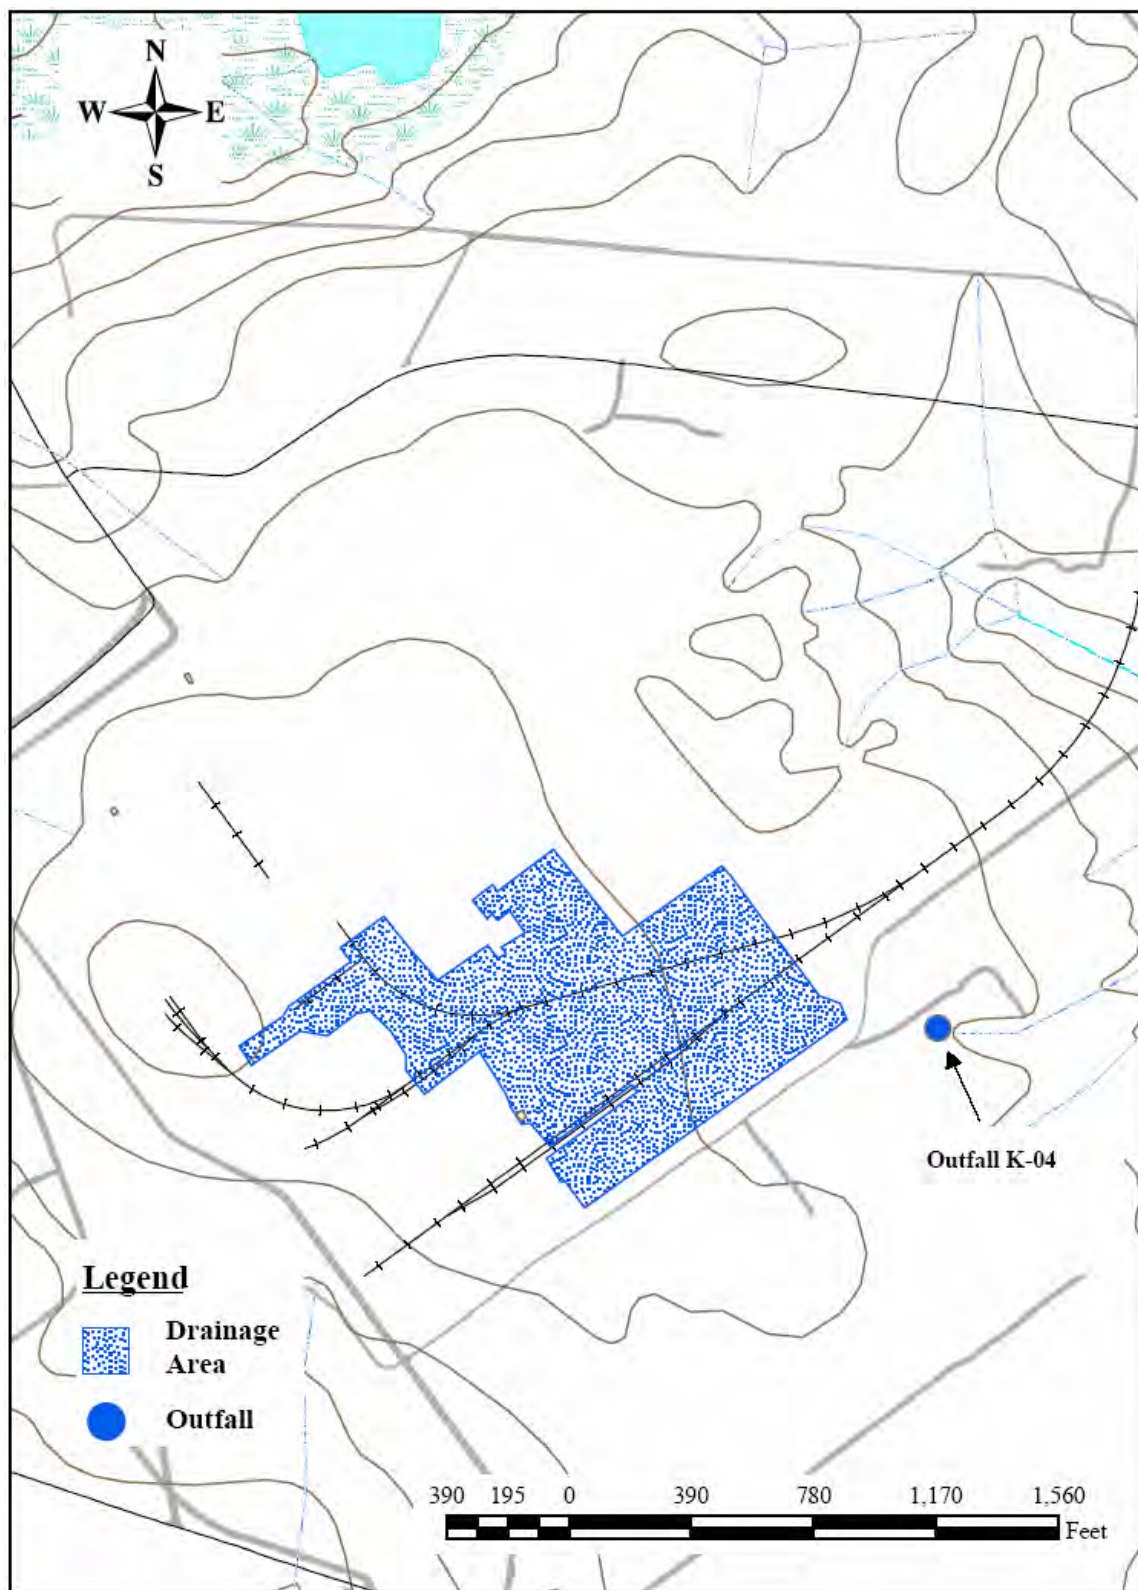 N
W E
S
Outfall K-04
Legend
Drainage
Area
Outfall
390 195 0 390 780 1,170 1,560
Feet